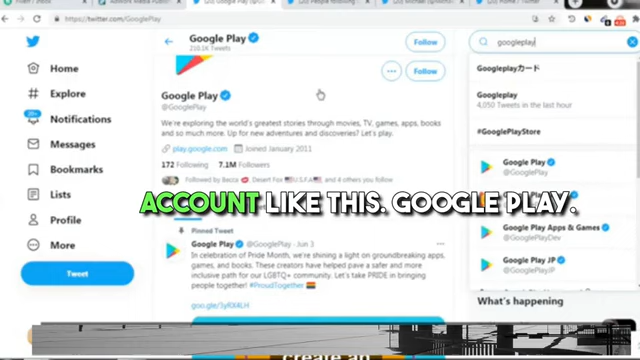 https://twitter.com/GooglePlay
Google Play
210.1K Tweets
Follow
googleplay
Home
Explore
20+
Notifications
Messages
Bookmarks
Lists
Profile
More
Tweet
Follow
Google Play
@GooglePlay
We're exploring the world's greatest stories through movies, TV, games, apps, books
and so much more. Up for new adventures and discoveries? Let's play.
play.google.com Joined January 2011
172 Following 7.1M Followers
ACCOUNT LIKE THIS. GOOGLE PLAY.
Pinned Tweet
Google Play @GooglePlay · Jun 3
In celebration of Pride Month, we're shining a light on groundbreaking apps,
games, and books. These creators have helped pave a safer and more
inclusive path for our LGBTQ+ community. Let's take PRIDE in bringing
people together! #ProudTogether
Googleplayカード
Googleplay
4,050 Tweets in the last hour
#GooglePlayStore
Google Play
@GooglePlay
Google Play Apps & Games
@GooglePlayDev
Google Play JP
@GooglePlayJP
Google Play
What's happening
create an